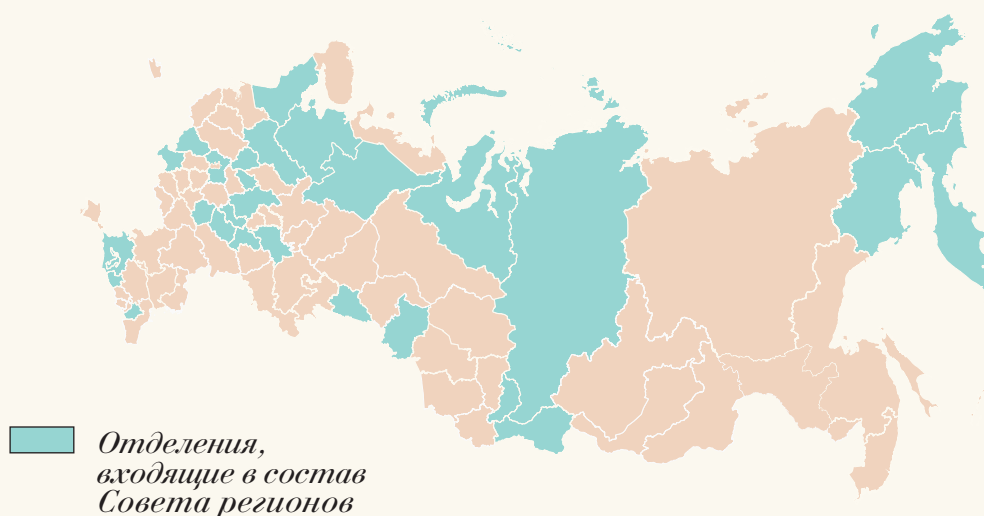 Отделения,
входящие в состав
Совета регионов